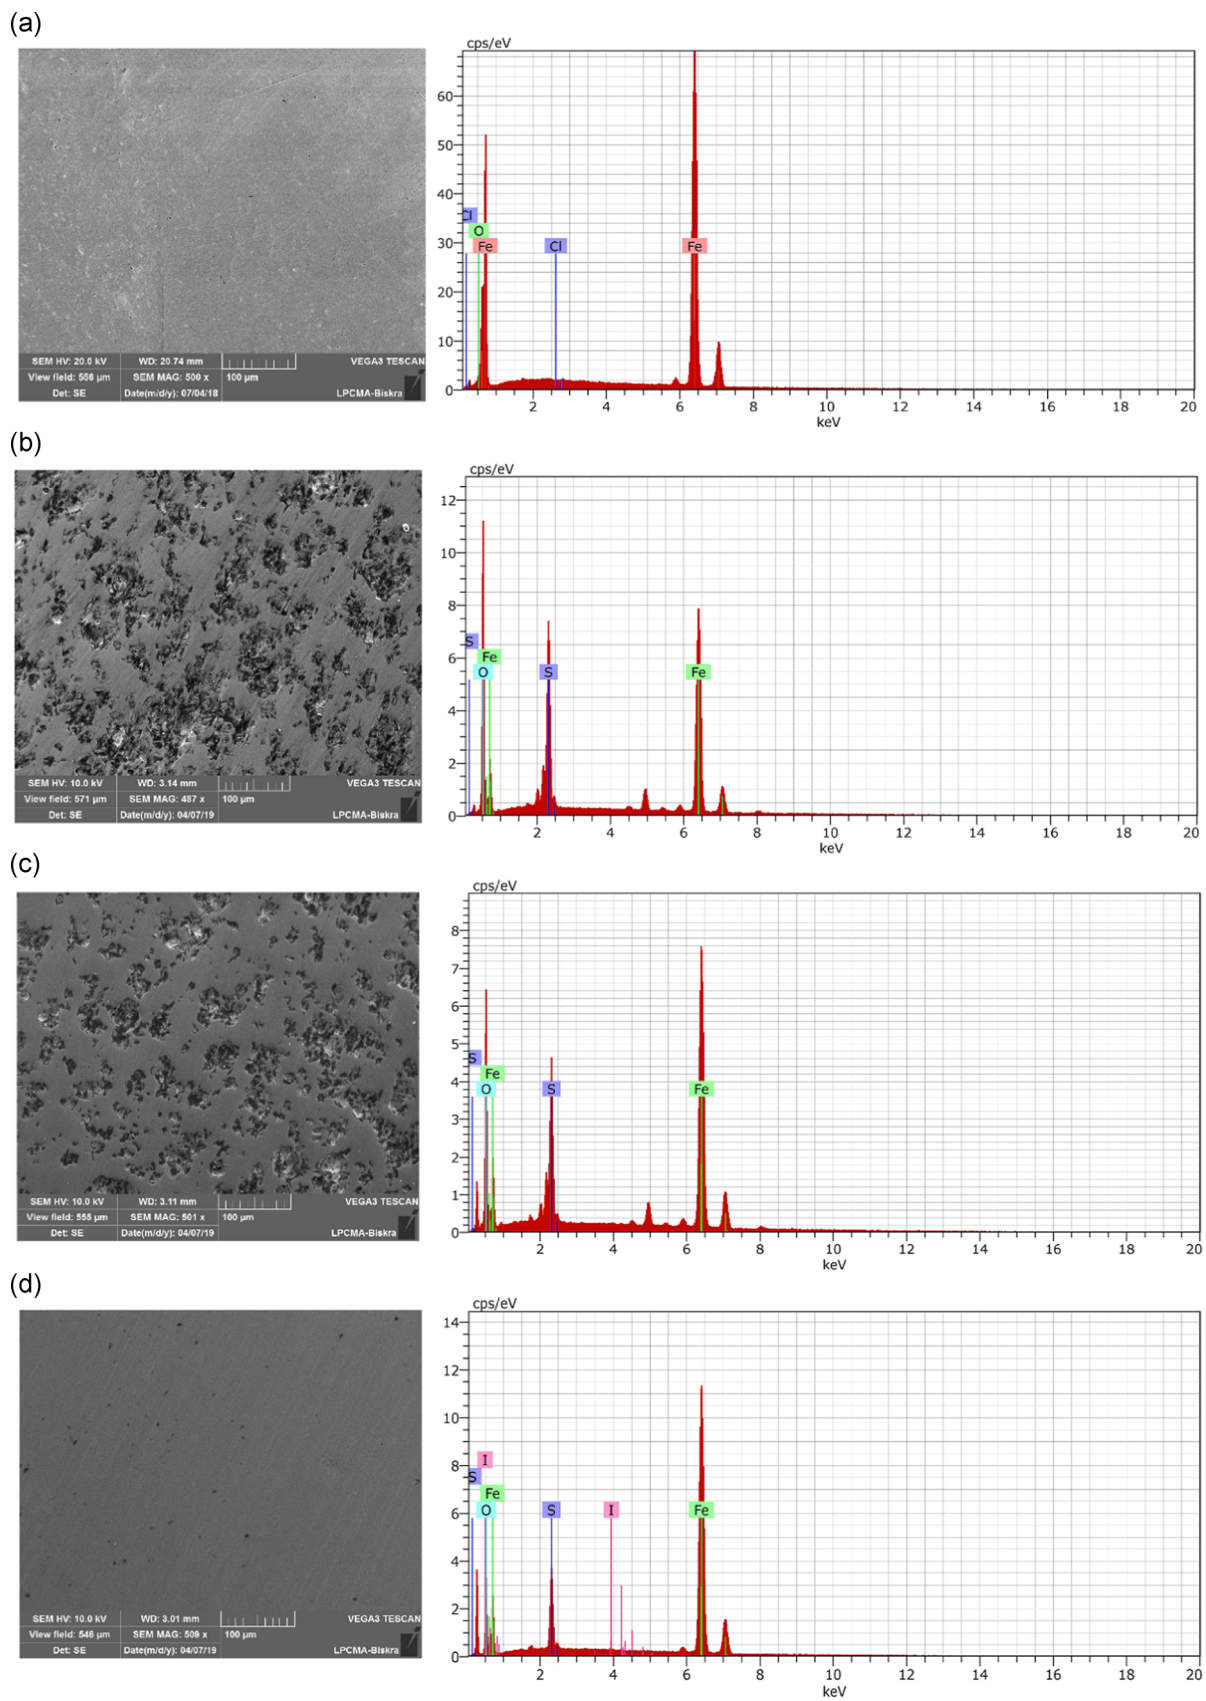 (a)
SEM HV: 20.0 kV WD: 20.74 mm VEGA3 TESCAN
View field: 556 µm SEM MAG: 500 x 100 µm
Det: SE Date(m/d/y): 07/04/18 LPCMA-Biskra
cps/eV
60
50
40
30
20
10
0
Cl
O
Fe Cl Fe
2 4 6 8 10 12 14 16 18 20
keV
(b)
SEM HV: 10.0 kV WD: 3.14 mm VEGA3 TESCAN
View field: 571 µm SEM MAG: 487 x 100 µm
Det: SE Date(m/d/y): 04/07/19 LPCMA-Biskra
cps/eV
12
10
8
6
4
2
0
S
Fe
O S Fe
2 4 6 8 10 12 14 16 18 20
keV
(c)
SEM HV: 10.0 kV WD: 3.11 mm VEGA3 TESCAN
View field: 555 µm SEM MAG: 501 x 100 µm
Det: SE Date(m/d/y): 04/07/19 LPCMA-Biskra
cps/eV
8
7
6
5
4
3
2
1
0
S
Fe
O S Fe
2 4 6 8 10 12 14 16 18 20
keV
(d)
SEM HV: 10.0 kV WD: 3.01 mm VEGA3 TESCAN
View field: 546 µm SEM MAG: 509 x 100 µm
Det: SE Date(m/d/y): 04/07/19 LPCMA-Biskra
cps/eV
14
12
10
8
6
4
2
0
I
S
Fe
O S I Fe
2 4 6 8 10 12 14 16 18 20
keV